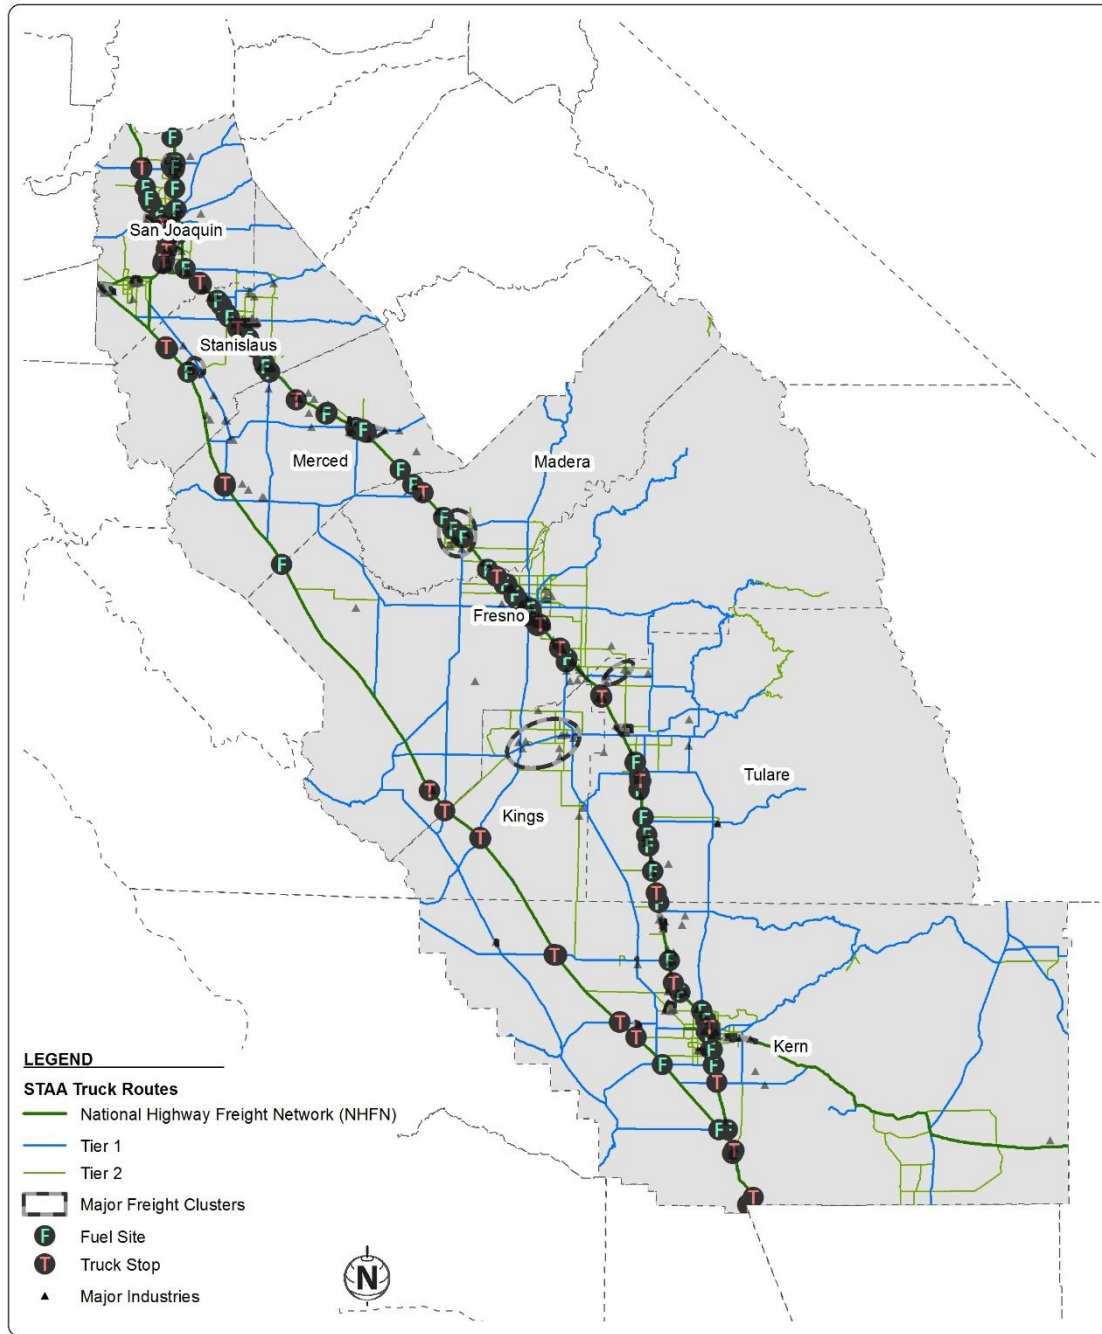 San Joaquin
Stanislaus
Merced
Madera
Fresno
Tulare
Kings
Kern
LEGEND
STAA Truck Routes
National Highway Freight Network (NHFN)
Tier 1
Tier 2
Major Freight Clusters
F Fuel Site
T Truck Stop
Major Industries
N